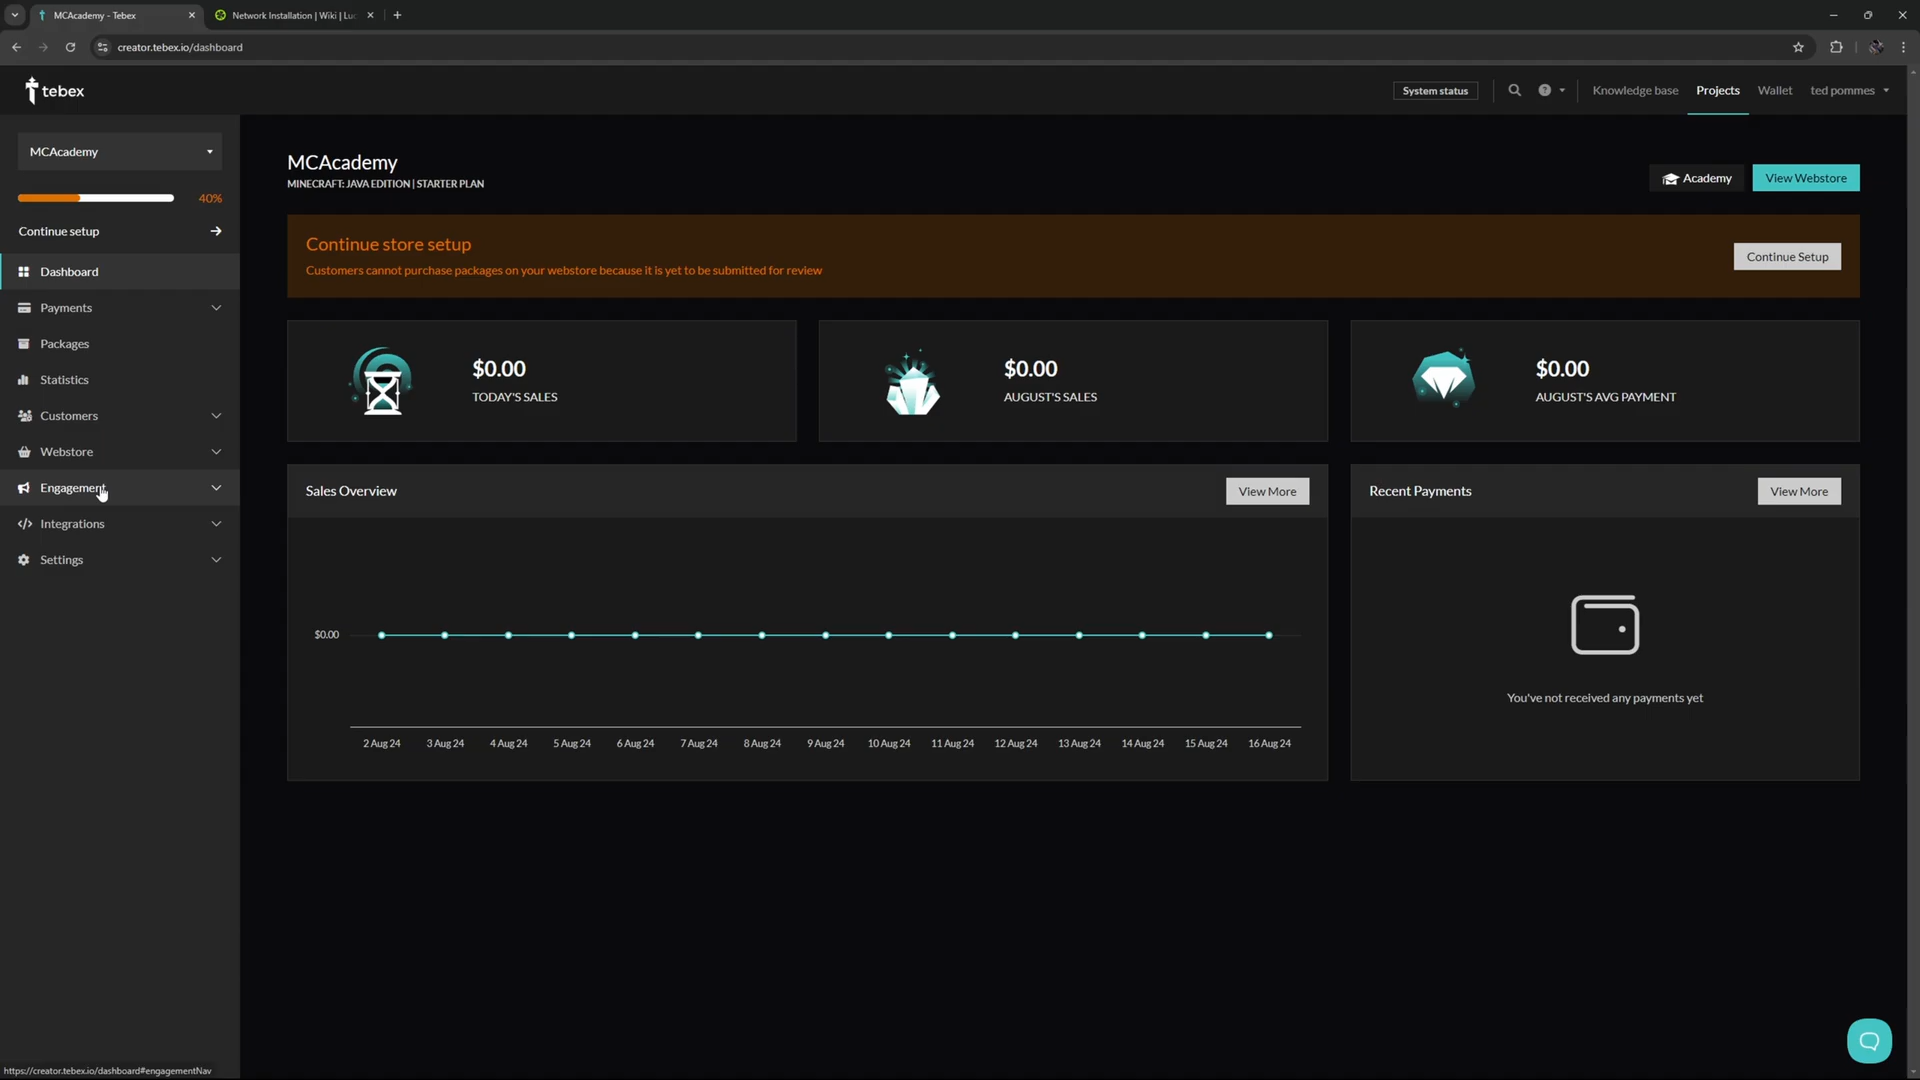 MCAcademy - Tebex
Network Installation | Wiki | Luc
creator.tebex.io/dashboard
tebex
System status
Knowledge base
Projects
Wallet
ted pommes
MCAcademy
40%
Continue setup
Dashboard
Payments
Packages
Statistics
Customers
Webstore
Engagement
Integrations
Settings
MCAcademy
MINECRAFT: JAVA EDITION | STARTER PLAN
Academy
View Webstore
Continue store setup
Customers cannot purchase packages on your webstore because it is yet to be submitted for review
Continue Setup
$0.00
TODAY'S SALES
$0.00
AUGUST'S SALES
$0.00
AUGUST'S AVG PAYMENT
Sales Overview
View More
$0.00
2 Aug 24 3 Aug 24 4 Aug 24 5 Aug 24 6 Aug 24 7 Aug 24 8 Aug 24 9 Aug 24 10 Aug 24 11 Aug 24 12 Aug 24 13 Aug 24 14 Aug 24 15 Aug 24 16 Aug 24
Recent Payments
View More
You've not received any payments yet
https://creator.tebex.io/dashboard#engagementNav